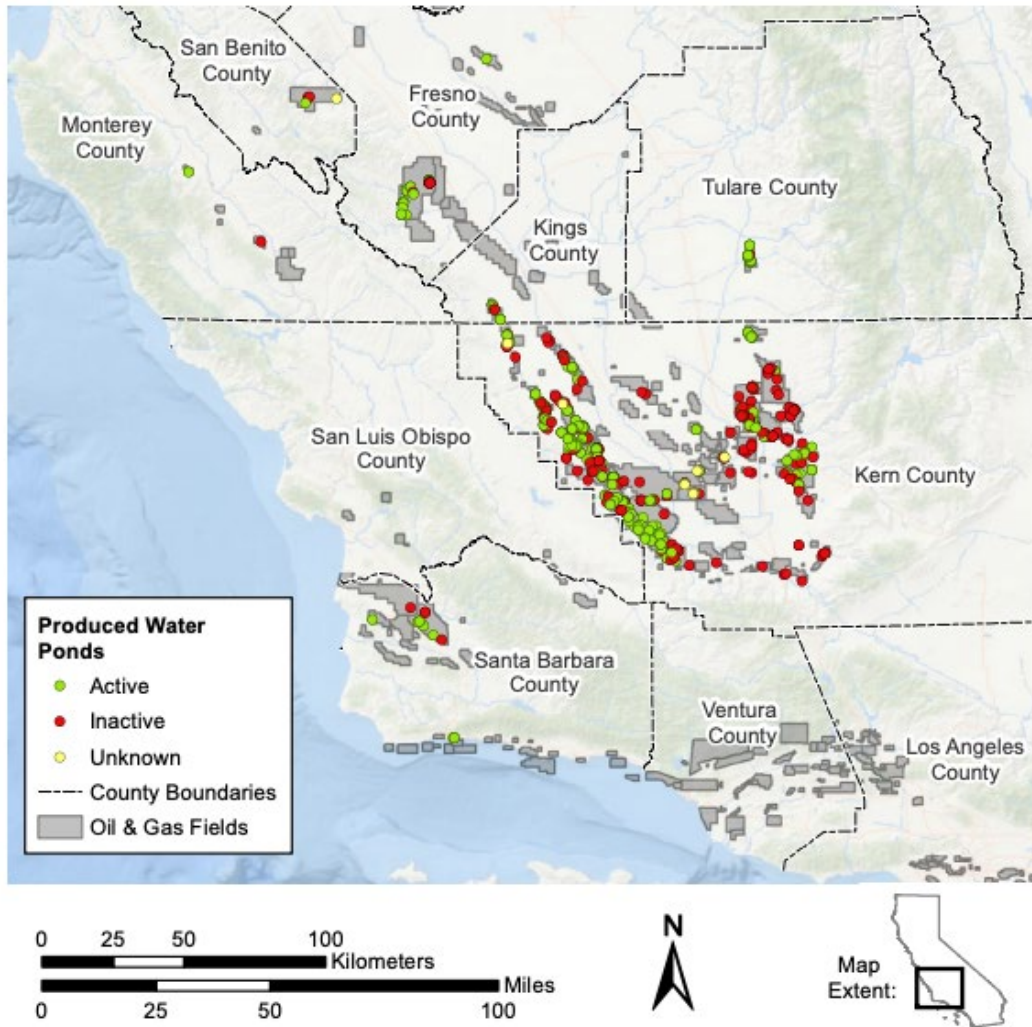 San Benito
County
Fresno
County
Monterey
County
Tulare County
Kings
County
San Luis Obispo
County
Kern County
Santa Barbara
County
Ventura
County
Los Angeles
County
Produced Water
Ponds
Active
Inactive
Unknown
County Boundaries
Oil & Gas Fields
0 25 50 100
Kilometers
Miles
0 25 50 100
N
Map
Extent: